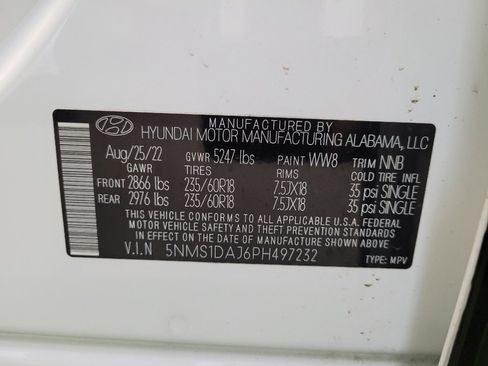 MANUFACTURED BY
HYUNDAI MOTOR MANUFACTURING ALABAMA, LLC
Aug/25/22 GVWR 5247 lbs PAINT WW8 TRIM NNB
GAWR TIRES RIMS COLD TIRE INFL
FRONT 2866 lbs 235/60R18 7.5JX18 35 psi SINGLE
REAR 2976 lbs 235/60R18 7.5JX18 35 psi SINGLE
THIS VEHICLE CONFORMS TO ALL APPLICABLE U.S.A. FEDERAL
MOTOR VEHICLE SAFETY AND THEFT PREVENTION STANDARDS
IN EFFECT ON THE DATE OF MANUFACTURE SHOWN ABOVE.
V.I.N 5NMS1DAJ6PH497232 TYPE: MPV